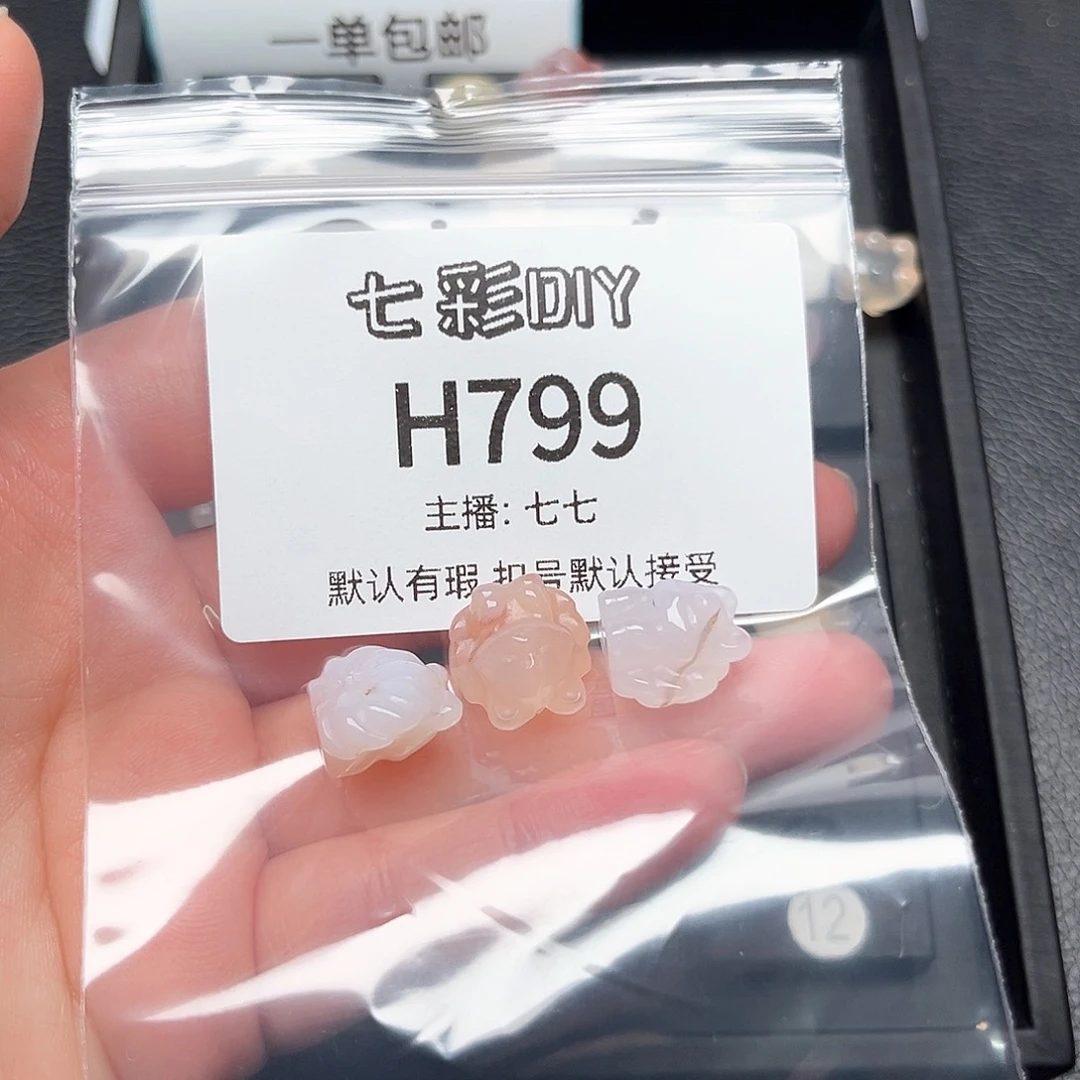 一单包邮
七彩DIY
H799
主播: 七七
默认有瑕 扣号默认接受
12